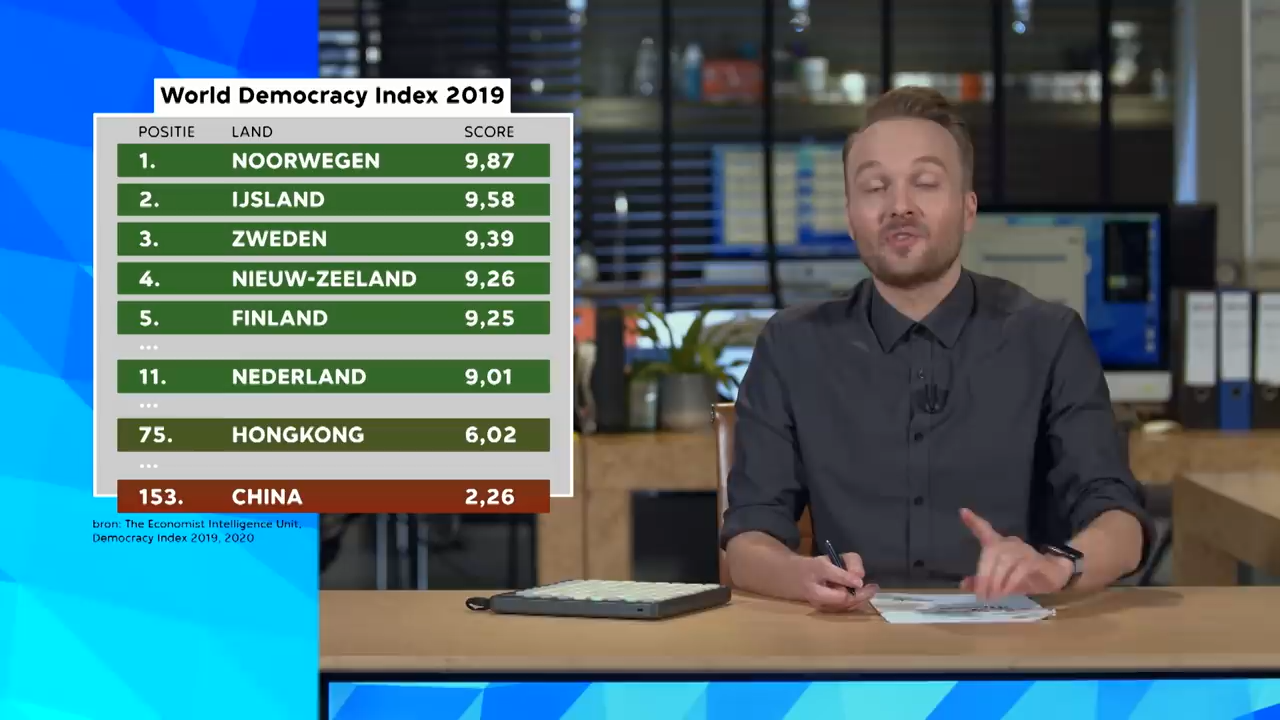 World Democracy Index 2019
POSITIE LAND SCORE
1. NOORWEGEN 9,87
2. IJSLAND 9,58
3. ZWEDEN 9,39
4. NIEUW-ZEELAND 9,26
5. FINLAND 9,25
...
11. NEDERLAND 9,01
...
75. HONGKONG 6,02
...
153. CHINA 2,26
bron: The Economist Intelligence Unit,
Democracy Index 2019, 2020